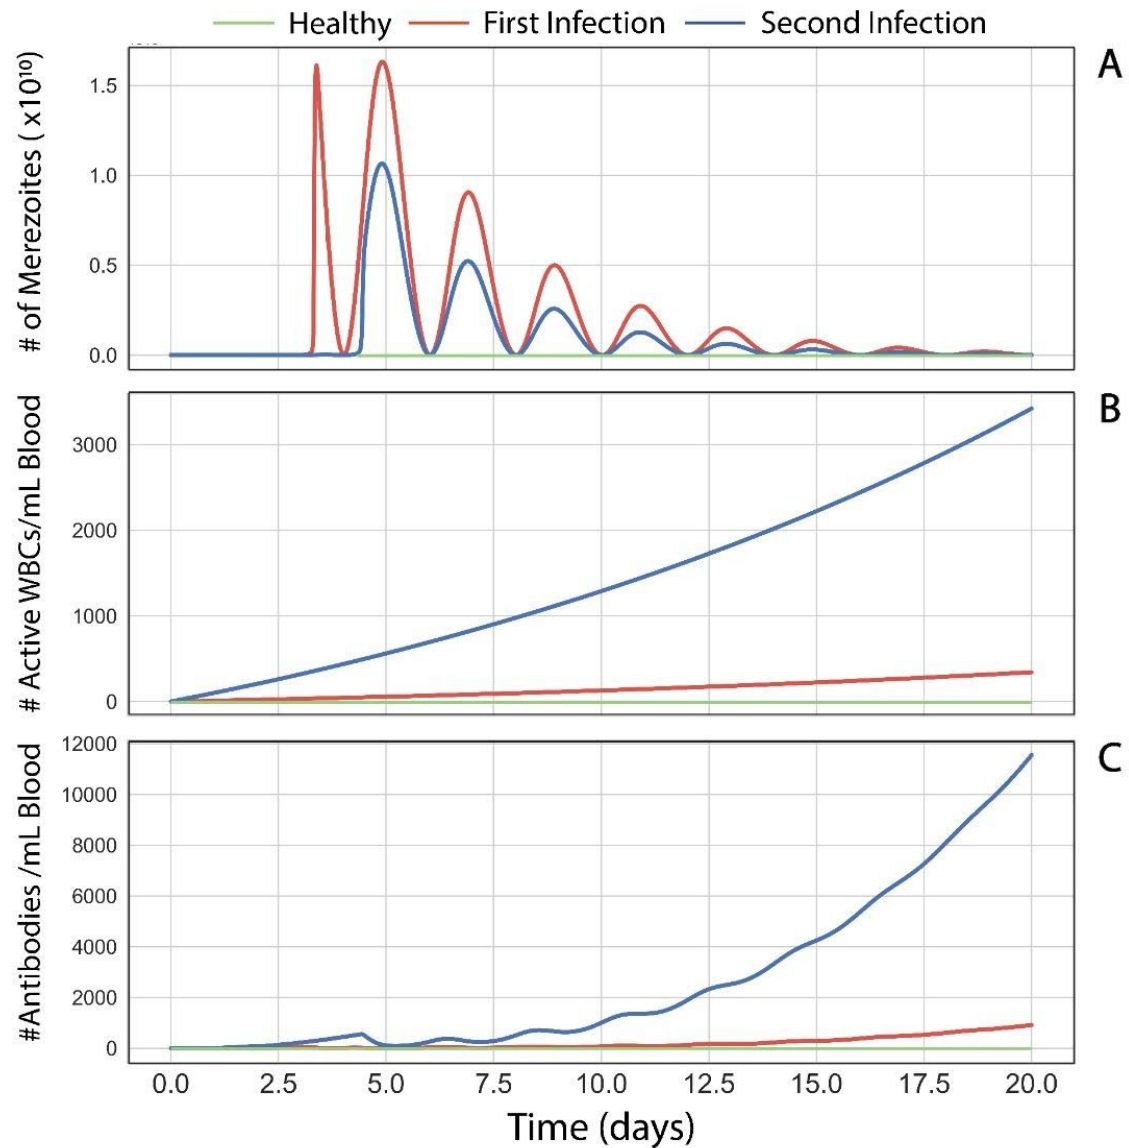 Healthy First Infection Second Infection
A
# of Merezoites ( x10¹⁰)
1.5
1.0
0.5
0.0
B
# Active WBCs/mL Blood
3000
2000
1000
0
C
#Antibodies /mL Blood
12000
10000
8000
6000
4000
2000
0
0.0 2.5 5.0 7.5 10.0 12.5 15.0 17.5 20.0
Time (days)